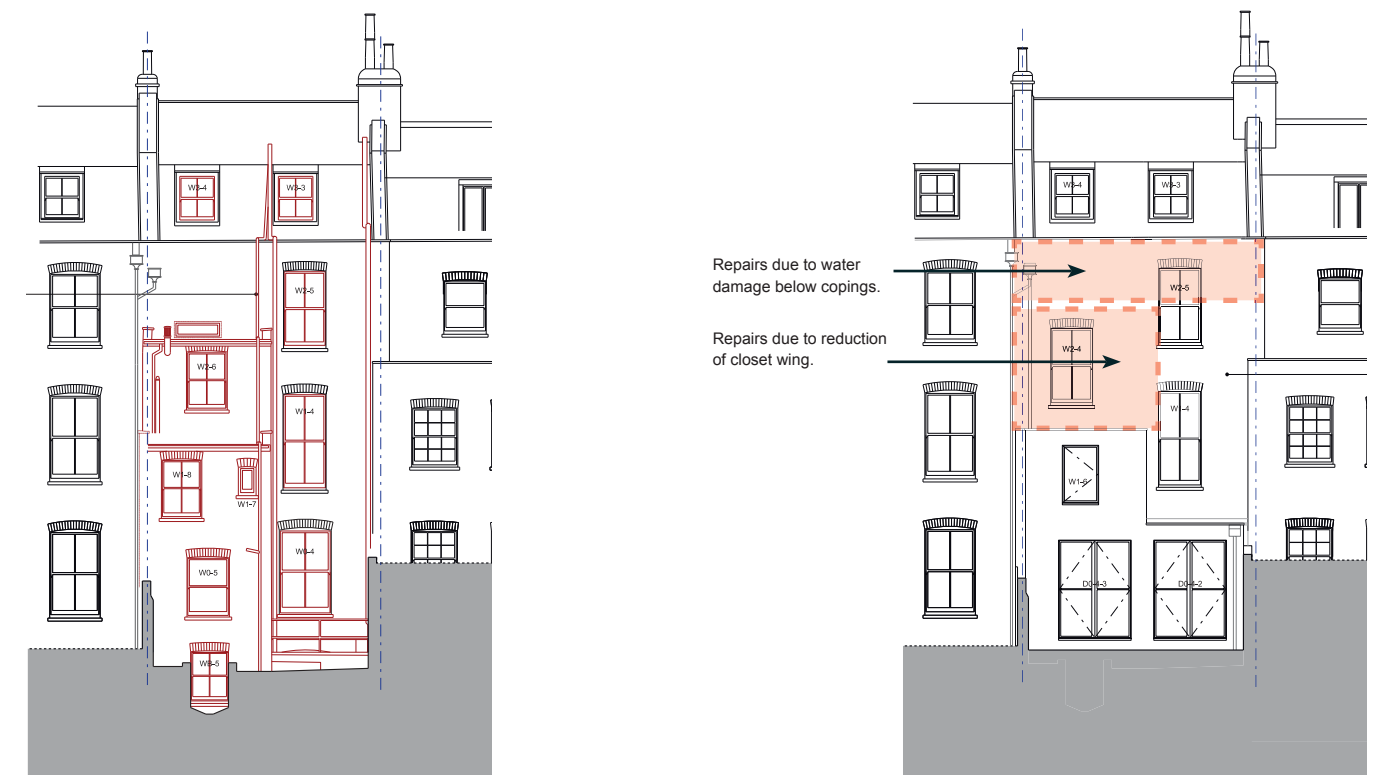 W3-4
W3-3
W2-5
W2-6
W1-4
W1-8
W1-7
W0-4
W0-5
WB-5
Repairs due to water
damage below copings.
Repairs due to reduction
of closet wing.
W3-4
W3-3
W2-5
W2-4
W1-4
W1-6
D0-4-3
D0-4-2